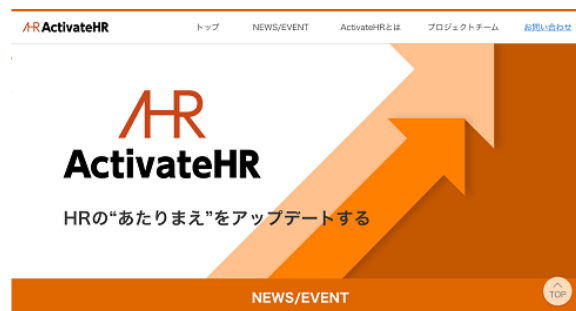 AHR ActivateHR
トップ
NEWS/EVENT
ActivateHRとは
プロジェクトチーム
お問い合わせ
AHR
ActivateHR
HRの“あたりまえ”をアップデートする
NEWS/EVENT
TOP